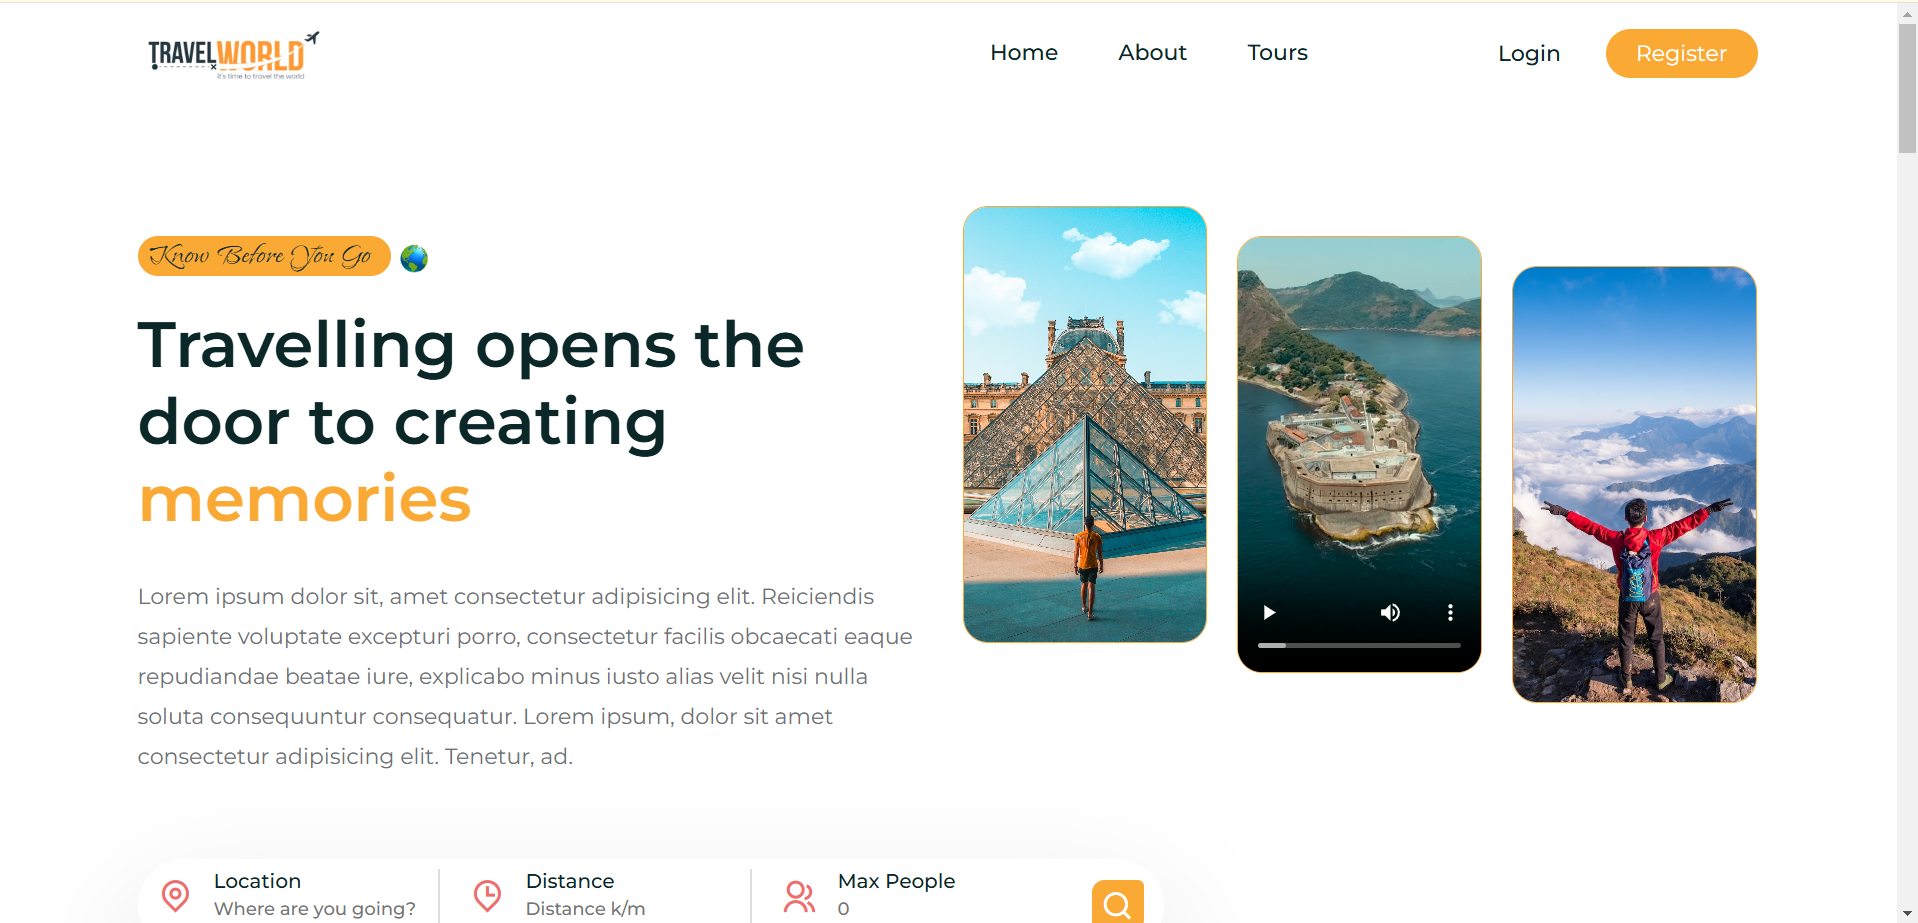 TRAVELWORLD
it's time to travel the world
Home About Tours Login Register
Know Before You Go
Travelling opens the
door to creating
memories
Lorem ipsum dolor sit, amet consectetur adipisicing elit. Reiciendis
sapiente voluptate excepturi porro, consectetur facilis obcaecati eaque
repudiandae beatae iure, explicabo minus iusto alias velit nisi nulla
soluta consequuntur consequatur. Lorem ipsum, dolor sit amet
consectetur adipisicing elit. Tenetur, ad.
Location
Where are you going?
Distance
Distance k/m
Max People
0